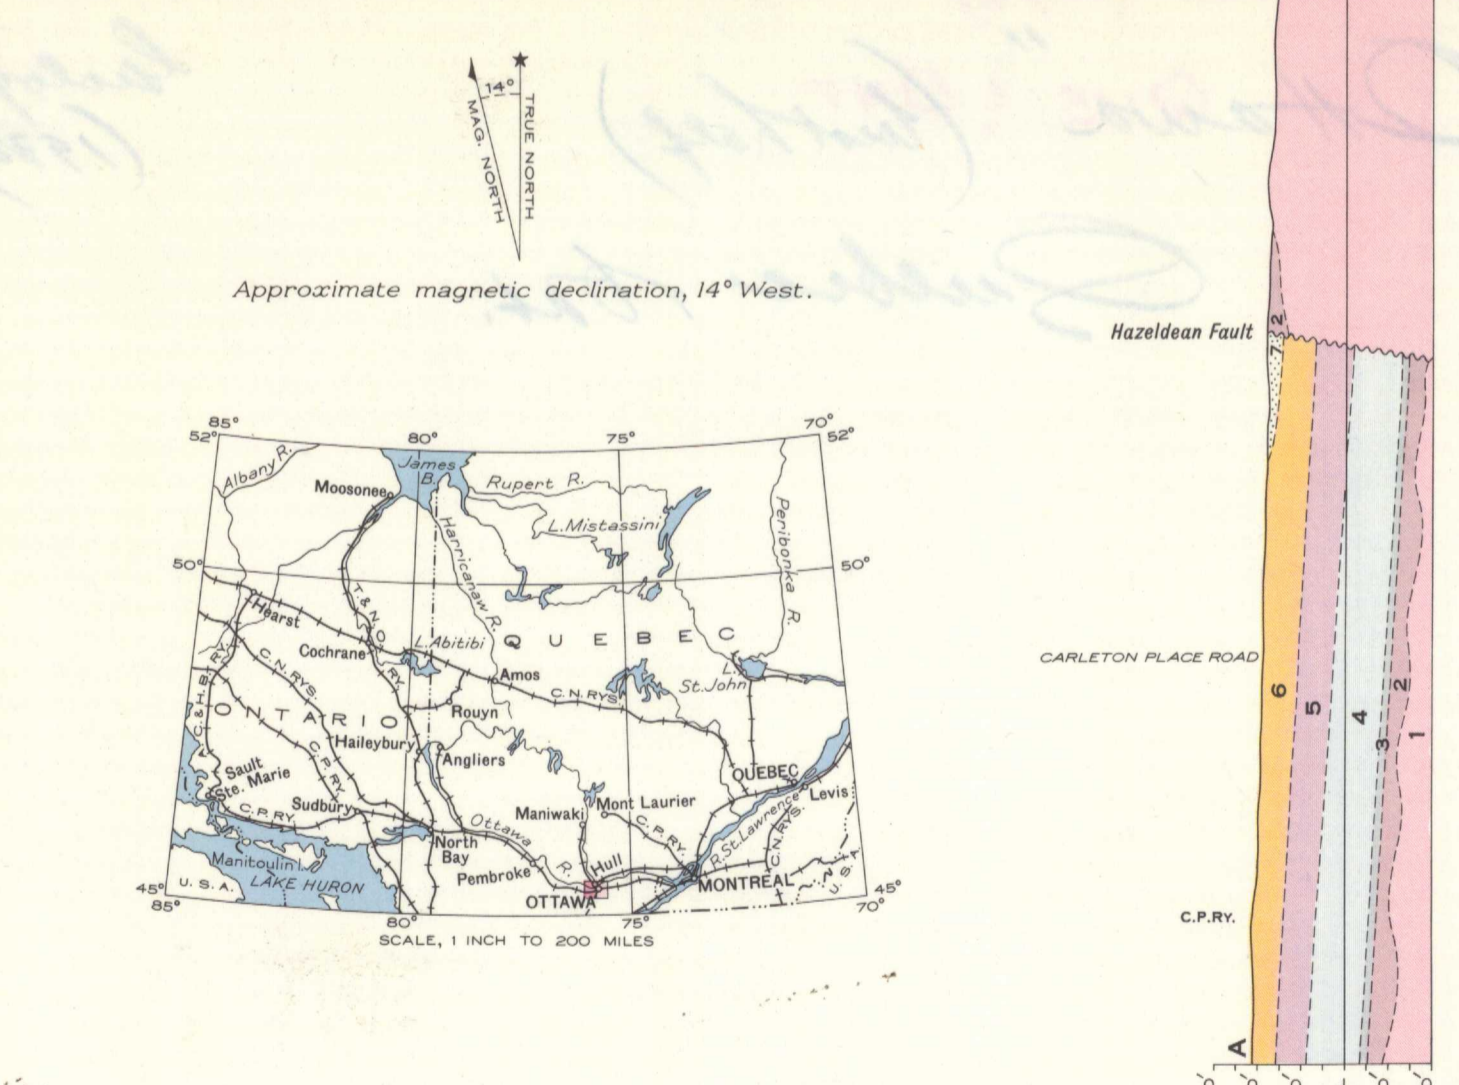 14°
MAG. NORTH
TRUE NORTH
Approximate magnetic declination, 14° West.
85°
80°
75°
70°
52°
52°
Albany R.
James
B.
Moosonee
Rupert R.
L. Mistassini
Peribonka R.
Harricanaw R.
50°
50°
Hearst
T. & N. O. RY.
Cochrane
L. Abitibi
QUEBEC
Amos
C.N. RYS.
L.
St. John
C. N. RYS.
A. C. & H. B. RY.
ONTARIO
Rouyn
Haileybury
Angliers
C. P. RY.
Sault
Ste. Marie
QUEBEC
Levis
Sudbury
C. P. RY.
Maniwaki
Mont Laurier
C. P. RY.
R. St. Lawrence
C.N. RYS.
Ottawa R.
North
Bay
Manitoulin I.
Pembroke
Hull
45°
U. S. A.
LAKE HURON
OTTAWA
MONTREAL
U. S. A.
45°
85°
80°
75°
70°
SCALE, 1 INCH TO 200 MILES
Hazeldean Fault
2
7
CARLETON PLACE ROAD
6
5
4
3
2
1
C.P.RY.
A